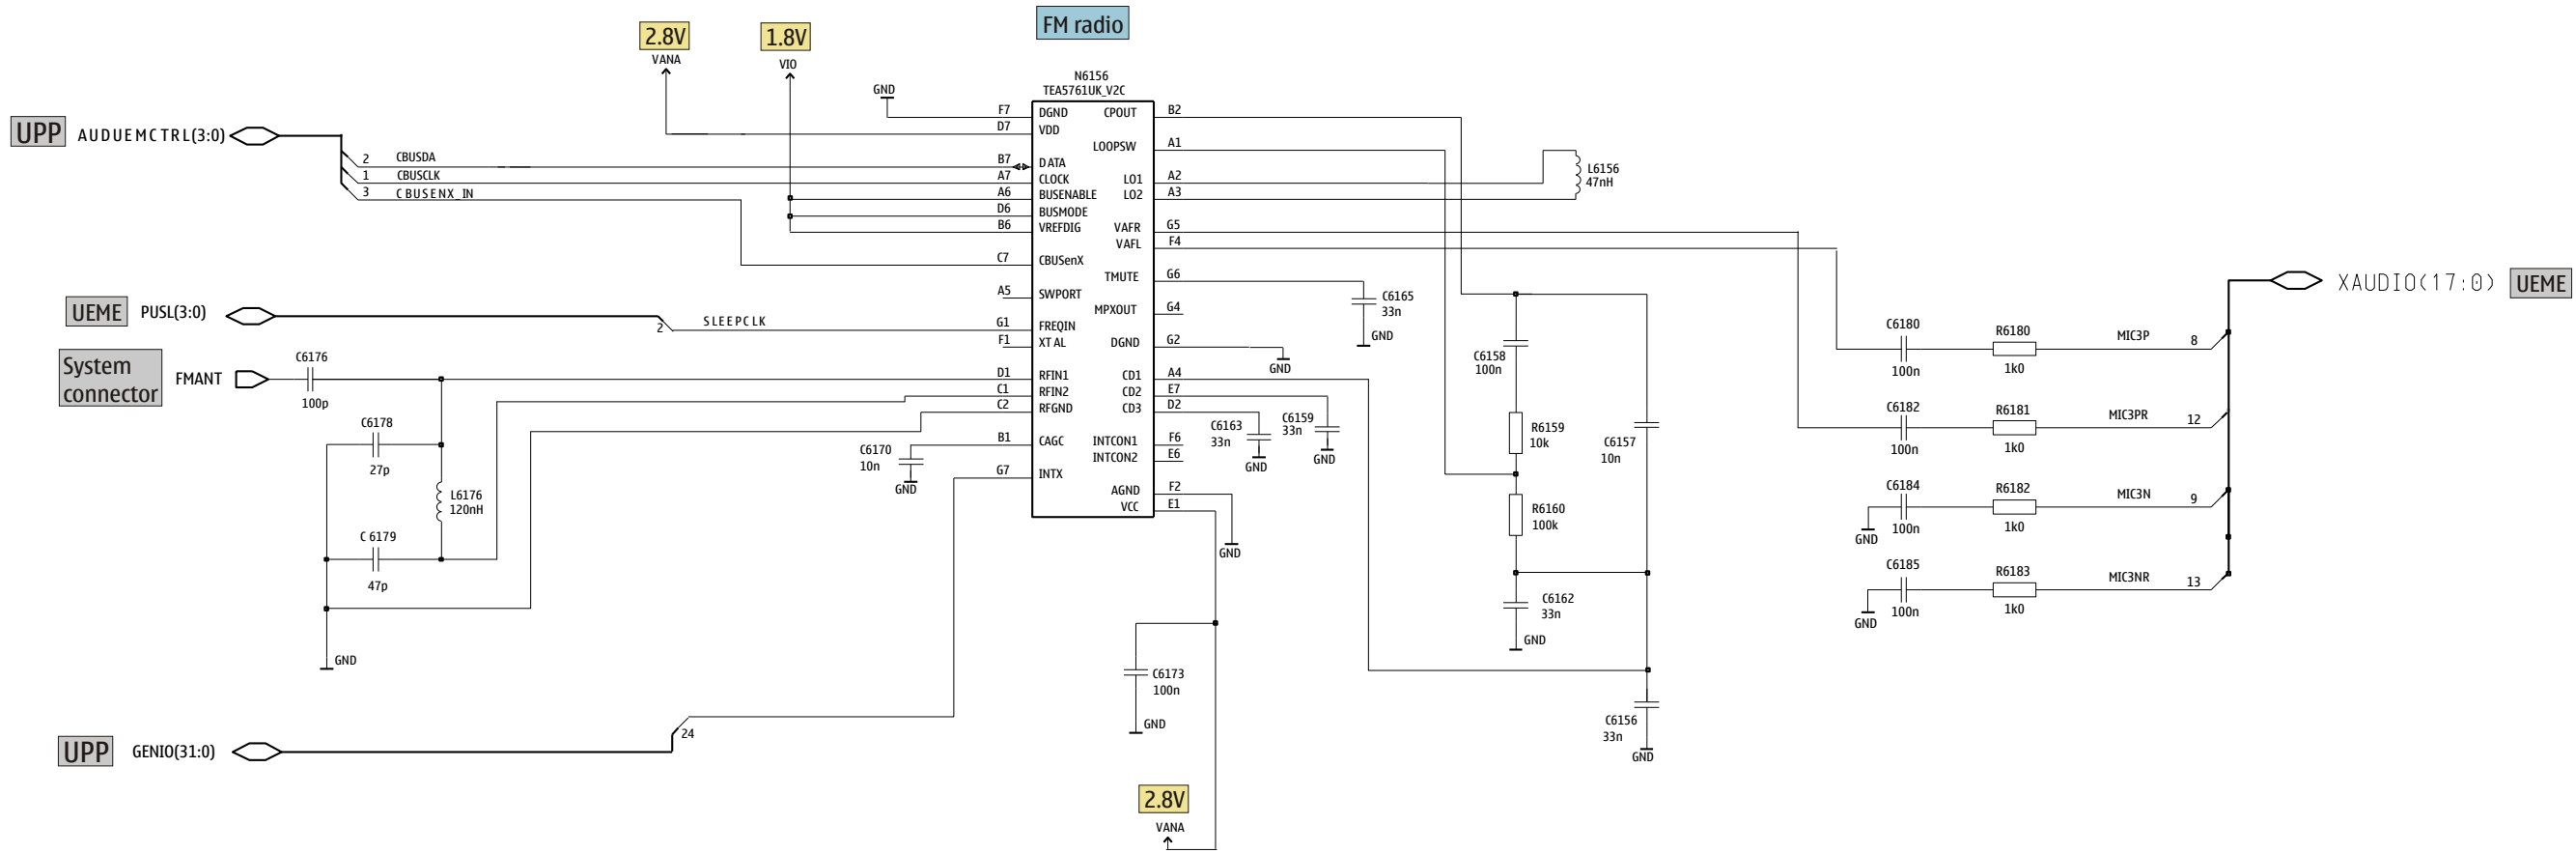 FM radio
2.8V
VANA
1.8V
VIO
GND
N6156
TEA5761UK_V2C
UPP
AUDUEMCTRL(3:0)
2
CBUSDA
1
CBUSCLK
3
CBUSENX_IN
UEME
PUSL(3:0)
2
SLEEPCLK
System
connector
FMANT
C6176
100p
C6178
27p
L6176
120nH
C 6179
47p
GND
UPP
GENIO(31:0)
24
C6170
10n
GND
F7 DGND
D7 VDD
B7 DATA
A7 CLOCK
A6 BUSENABLE
D6 BUSMODE
B6 VREFDIG
C7 CBUSenX
A5 SWPORT
G1 FREQIN
F1 XTAL
D1 RFIN1
C1 RFIN2
C2 RFGND
B1 CAGC
G7 INTX
CPOUT B2
LOOPSW A1
LO1 A2
LO2 A3
VAFR G5
VAFL F4
TMUTE G6
MPXOUT G4
DGND G2
CD1 A4
CD2 E7
CD3 D2
INTCON1 F6
INTCON2 E6
AGND F2
VCC E1
L6156
47nH
C6165
33n
GND
GND
C6163
33n
GND
C6159
33n
GND
GND
C6173
100n
GND
2.8V
VANA
C6158
100n
R6159
10k
R6160
100k
C6157
10n
C6162
33n
GND
C6156
33n
GND
XAUDIO(17:0)
UEME
C6180
100n
R6180
1k0
MIC3P
8
C6182
100n
R6181
1k0
MIC3PR
12
C6184
100n
GND
R6182
1k0
MIC3N
9
C6185
100n
GND
R6183
1k0
MIC3NR
13